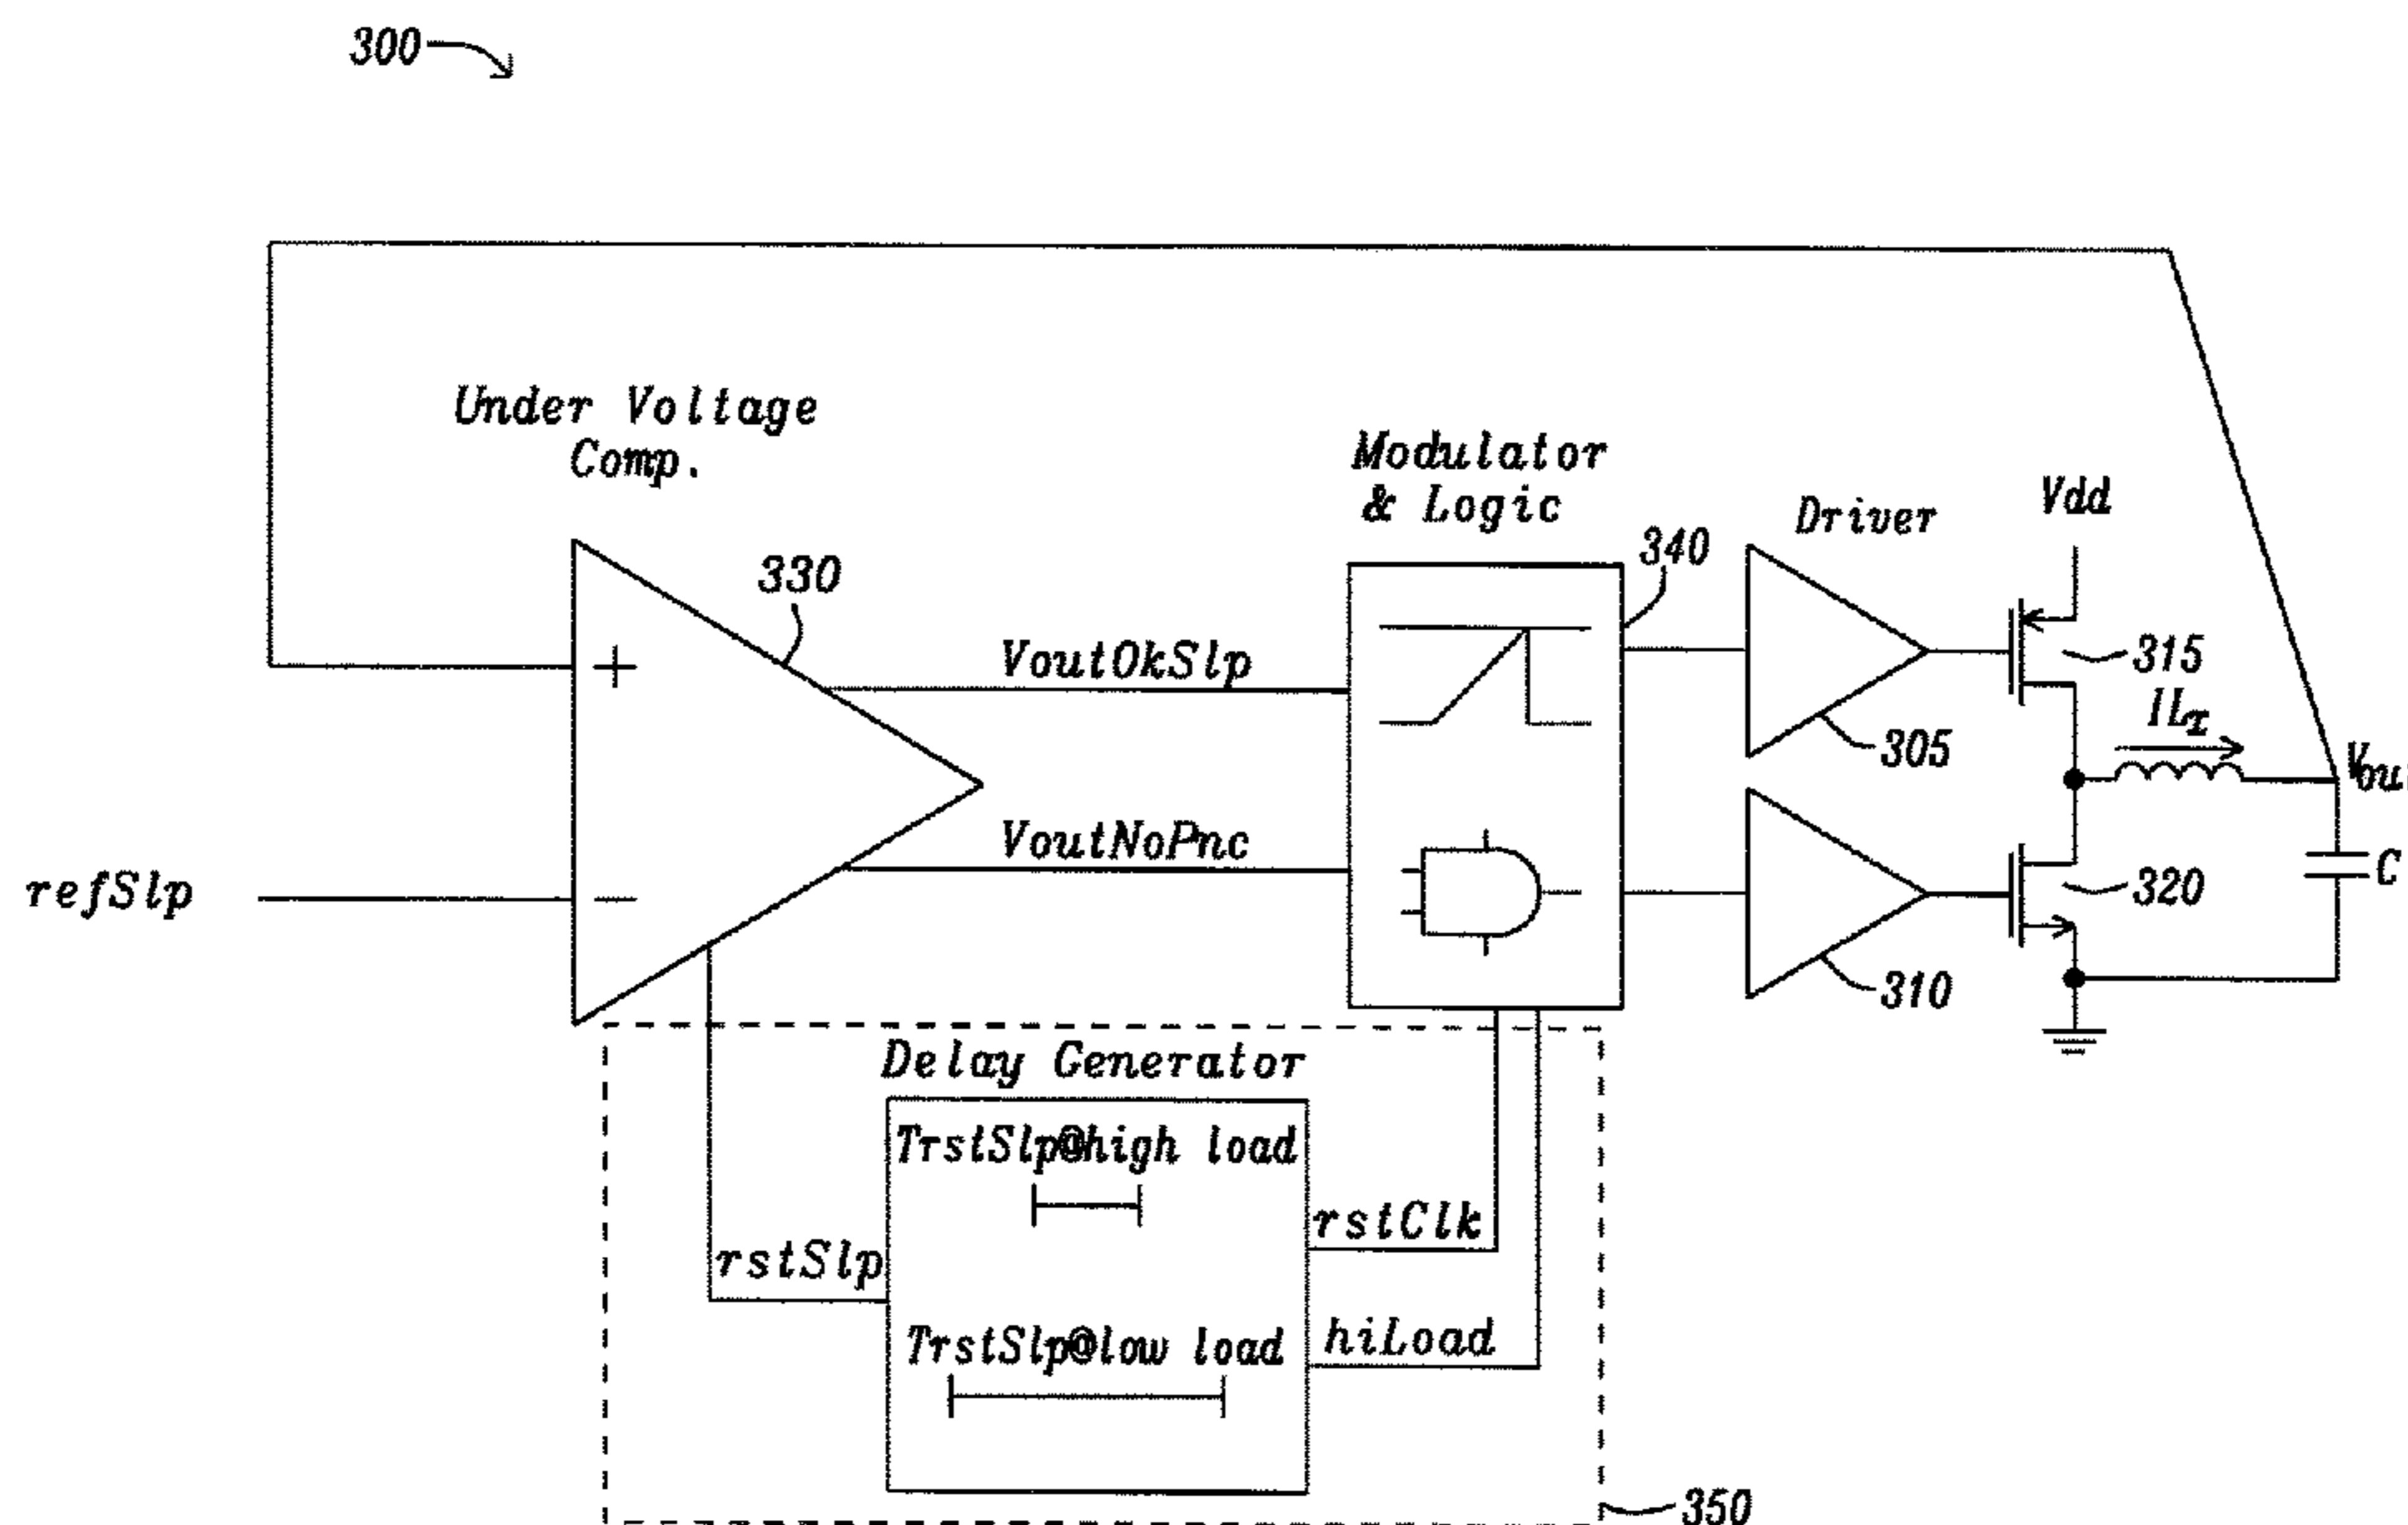 300
Under Voltage
Comp.
330
+
−
refSlp
VoutOkSlp
VoutNoPnc
Modulator
& Logic
340
Driver
305
310
Vdd
315
320
C
Delay Generator
TrstSlp@high load
TrstSlp@low load
rstSlp
rstClk
hiLoad
350